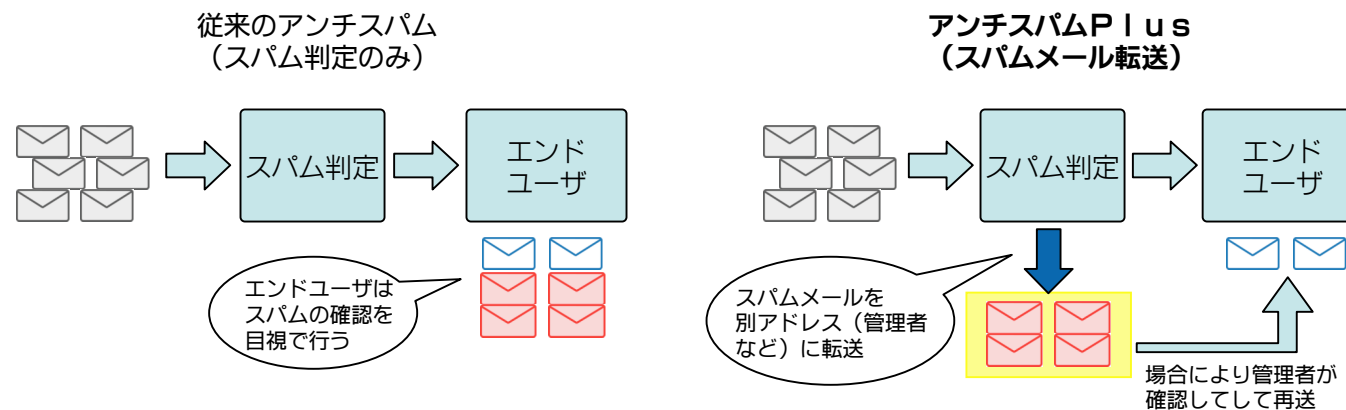 従来のアンチスパム
（スパム判定のみ）
スパム判定
エンド
ユーザ
エンドユーザは
スパムの確認を
目視で行う
アンチスパムＰｌｕｓ
（スパムメール転送）
スパム判定
エンド
ユーザ
スパムメールを
別アドレス（管理者
など）に転送
場合により管理者が
確認してして再送